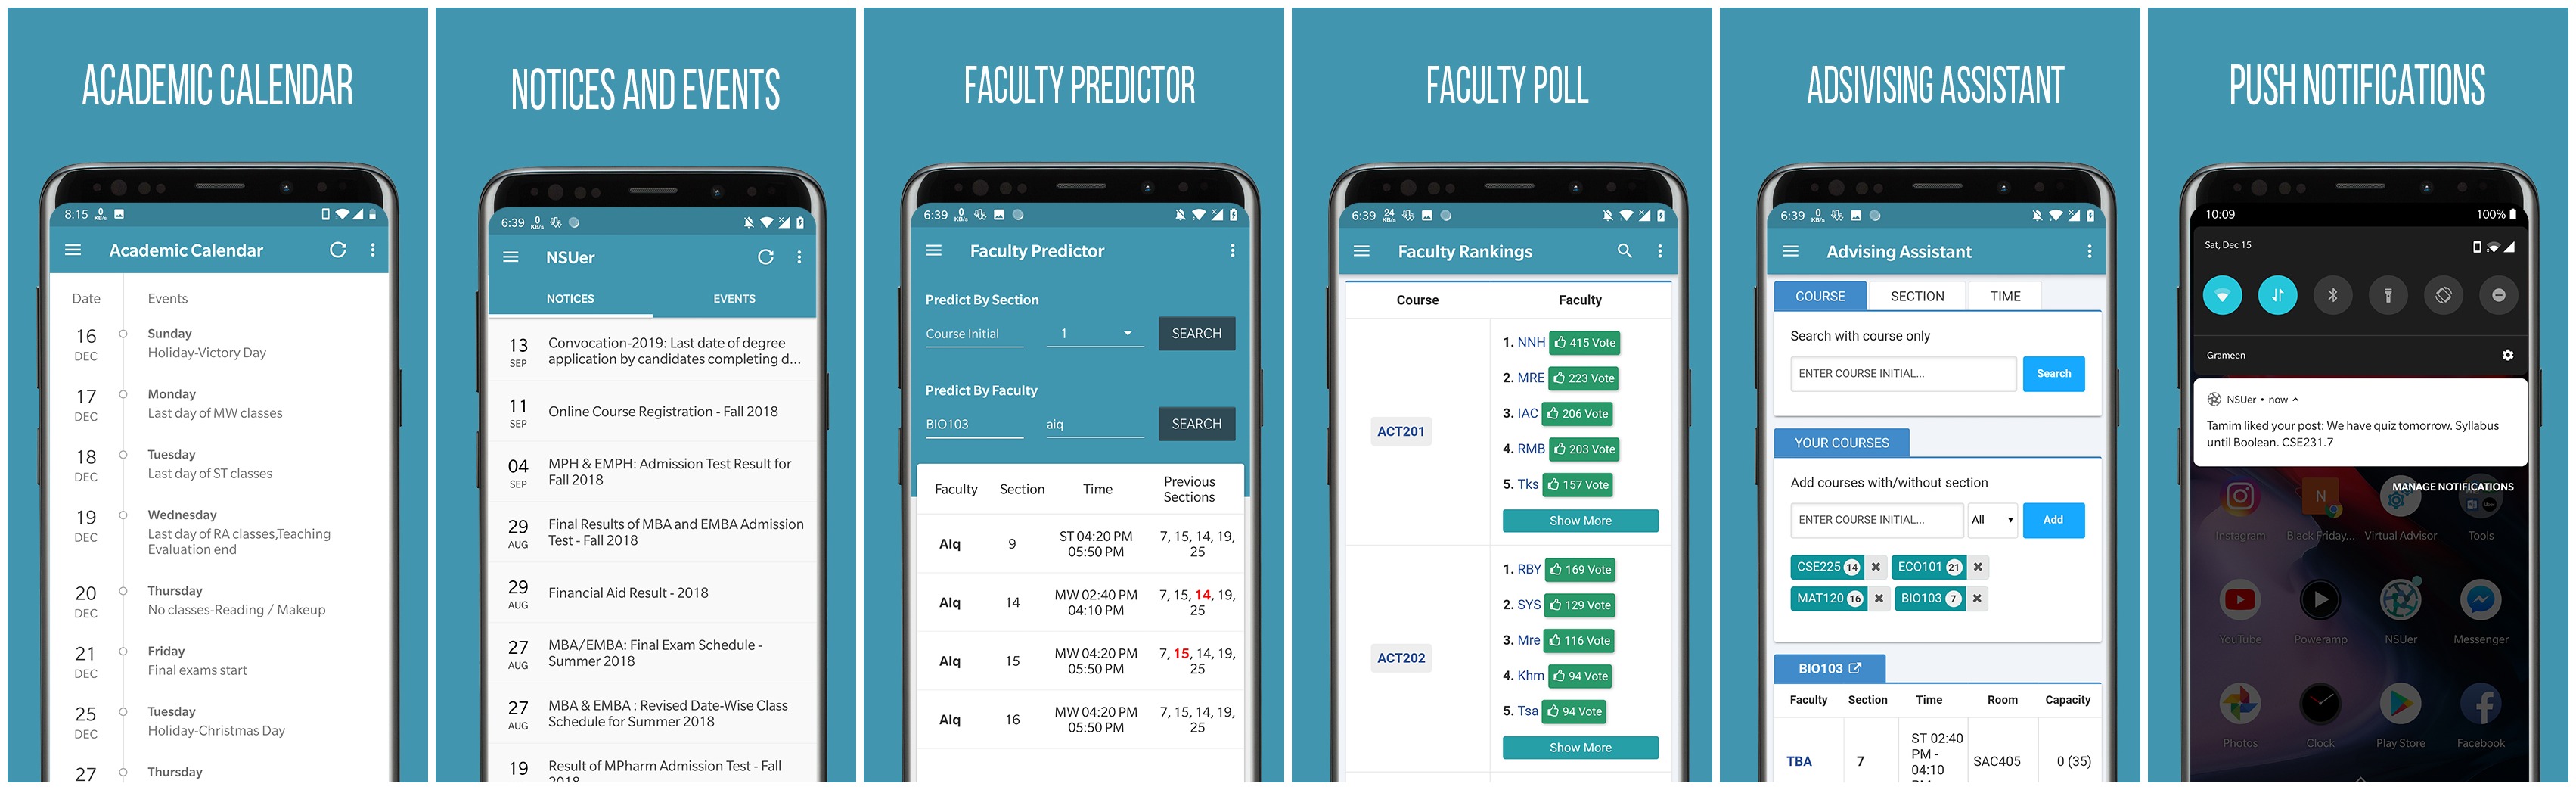 ACADEMIC CALENDAR
8:15 0 KB/s
Academic Calendar
Date Events
16 DEC
Sunday
Holiday-Victory Day
17 DEC
Monday
Last day of MW classes
18 DEC
Tuesday
Last day of ST classes
19 DEC
Wednesday
Last day of RA classes,Teaching
Evaluation end
20 DEC
Thursday
No classes-Reading / Makeup
21 DEC
Friday
Final exams start
25 DEC
Tuesday
Holiday-Christmas Day
27
Thursday
NOTICES AND EVENTS
6:39 0 KB/s
NSUer
NOTICES EVENTS
13 SEP
Convocation-2019: Last date of degree
application by candidates completing d...
11 SEP
Online Course Registration - Fall 2018
04 SEP
MPH & EMPH: Admission Test Result for
Fall 2018
29 AUG
Final Results of MBA and EMBA Admission
Test - Fall 2018
29 AUG
Financial Aid Result - 2018
27 AUG
MBA/EMBA: Final Exam Schedule -
Summer 2018
27 AUG
MBA & EMBA : Revised Date-Wise Class
Schedule for Summer 2018
19
Result of MPharm Admission Test - Fall
2018
FACULTY PREDICTOR
6:39 0 KB/s
Faculty Predictor
Predict By Section
Course Initial 1 SEARCH
Predict By Faculty
BIO103 aiq SEARCH
Faculty Section Time Previous
Sections
AIq 9 ST 04:20 PM 7, 15, 14, 19,
05:50 PM 25
AIq 14 MW 02:40 PM 7, 15, 14, 19,
04:10 PM 25
AIq 15 MW 04:20 PM 7, 15, 14, 19,
05:50 PM 25
AIq 16 MW 04:20 PM 7, 15, 14, 19,
05:50 PM 25
FACULTY POLL
6:39 24 KB/s
Faculty Rankings
Course Faculty
ACT201
1. NNH 415 Vote
2. MRE 223 Vote
3. IAC 206 Vote
4. RMB 203 Vote
5. Tks 157 Vote
Show More
ACT202
1. RBY 169 Vote
2. SYS 129 Vote
3. Mre 116 Vote
4. Khm 94 Vote
5. Tsa 94 Vote
Show More
ADSIVISING ASSISTANT
6:39 0 KB/s
Advising Assistant
COURSE SECTION TIME
Search with course only
ENTER COURSE INITIAL... Search
YOUR COURSES
Add courses with/without section
ENTER COURSE INITIAL... All Add
CSE225 14 ECO101 21
MAT120 16 BIO103 7
BIO103
Faculty Section Time Room Capacity
TBA 7 ST 02:40 SAC405 0 (35)
PM -
04:10
PM
PUSH NOTIFICATIONS
10:09 100%
Sat, Dec 15
Grameen
NSUer • now
Tamim liked your post: We have quiz tomorrow. Syllabus
until Boolean. CSE231.7
MANAGE NOTIFICATIONS
N
Instagram Black Friday... Virtual Advisor Tools
YouTube Poweramp NSUer Messenger
Photos Clock Play Store Facebook